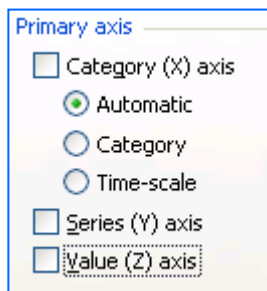 Primary axis
Category (X) axis
Automatic
Category
Time-scale
Series (Y) axis
Value (Z) axis